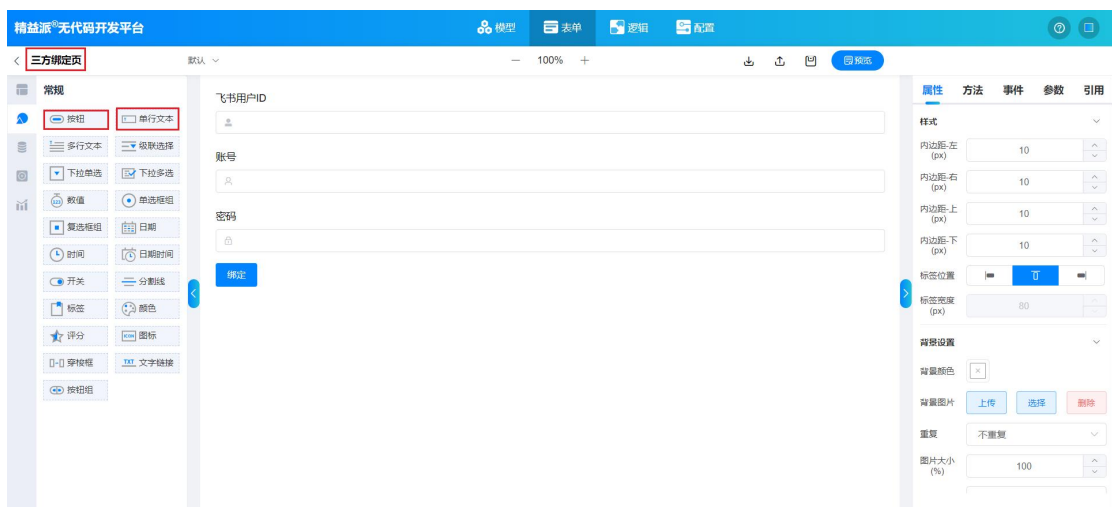 精益派®无代码开发平台
模型
表单
逻辑
配置
三方绑定页
默认
100%
预览
常规
按钮
单行文本
多行文本
级联选择
下拉单选
下拉多选
数值
单选框组
复选框组
日期
时间
日期时间
开关
分割线
标签
颜色
评分
图标
穿梭框
文字链接
按钮组
飞书用户ID
账号
密码
绑定
属性 方法 事件 参数 引用
样式
内边距-左
(px)
10
内边距-右
(px)
10
内边距-上
(px)
10
内边距-下
(px)
10
标签位置
标签宽度
(px)
80
背景设置
背景颜色
背景图片
上传
选择
删除
重复
不重复
图片大小
(%)
100